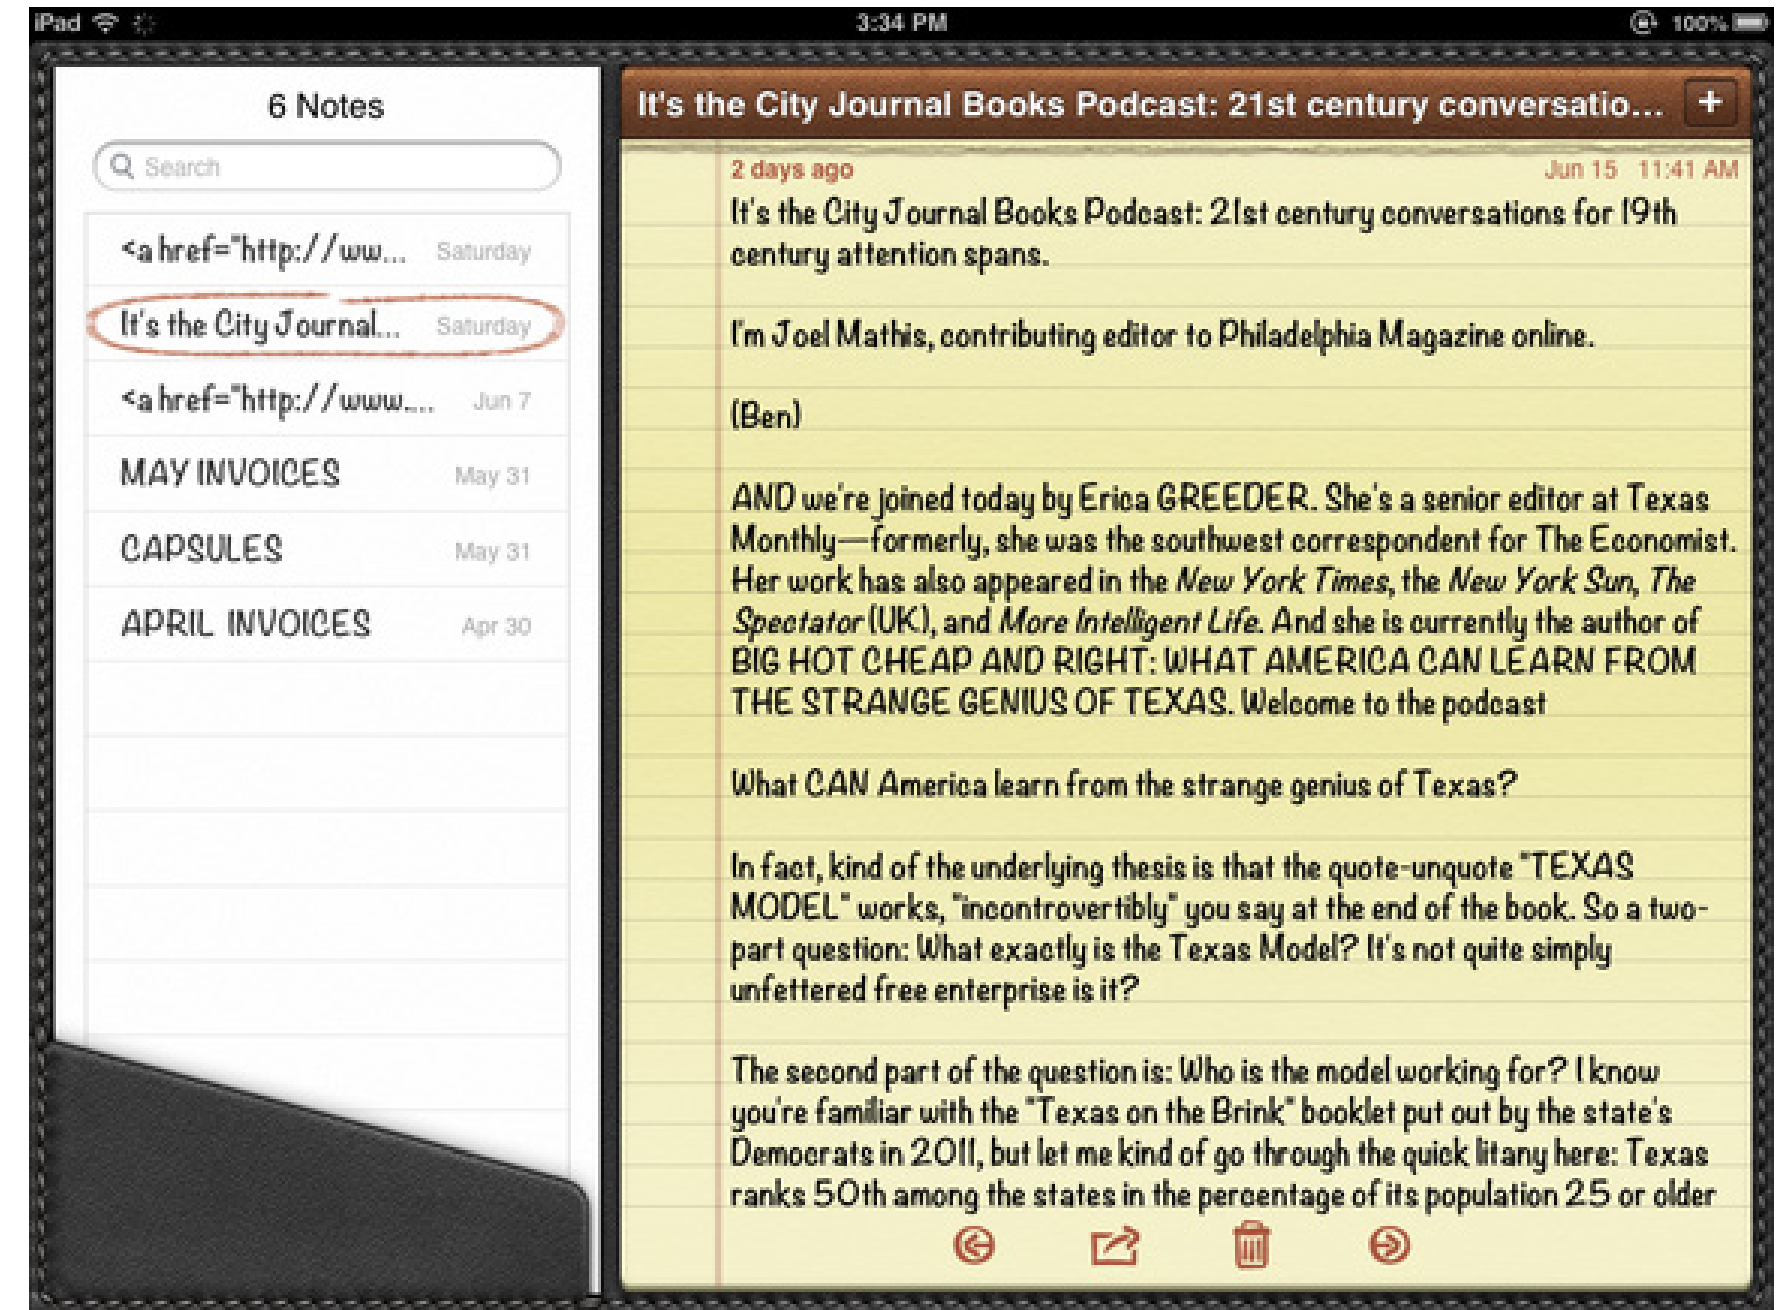 iPad 3:34 PM 100%
6 Notes
Search
<a href="http://ww... Saturday
It's the City Journal... Saturday
<a href="http://www.... Jun 7
MAY INVOICES May 31
CAPSULES May 31
APRIL INVOICES Apr 30
It's the City Journal Books Podcast: 21st century conversatio... +
2 days ago Jun 15 11:41 AM
It's the City Journal Books Podcast: 21st century conversations for 19th
century attention spans.
I'm Joel Mathis, contributing editor to Philadelphia Magazine online.
(Ben)
AND we're joined today by Erica GREEDER. She's a senior editor at Texas
Monthly—formerly, she was the southwest correspondent for The Economist.
Her work has also appeared in the New York Times, the New York Sun, The
Spectator (UK), and More Intelligent Life. And she is currently the author of
BIG HOT CHEAP AND RIGHT: WHAT AMERICA CAN LEARN FROM
THE STRANGE GENIUS OF TEXAS. Welcome to the podcast
What CAN America learn from the strange genius of Texas?
In fact, kind of the underlying thesis is that the quote-unquote "TEXAS
MODEL" works, "incontrovertibly" you say at the end of the book. So a two-
part question: What exactly is the Texas Model? It's not quite simply
unfettered free enterprise is it?
The second part of the question is: Who is the model working for? I know
you're familiar with the "Texas on the Brink" booklet put out by the state's
Democrats in 2011, but let me kind of go through the quick litany here: Texas
ranks 50th among the states in the percentage of its population 25 or older